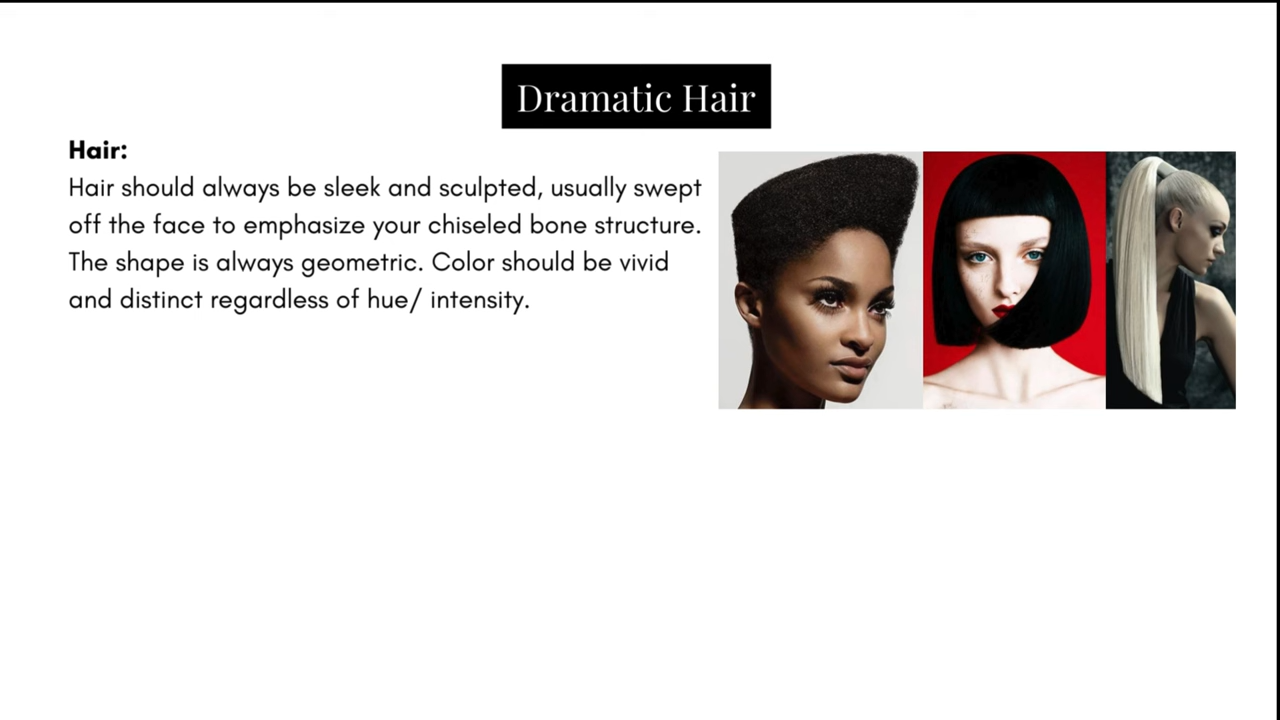 Dramatic Hair
Hair:
Hair should always be sleek and sculpted, usually swept
off the face to emphasize your chiseled bone structure.
The shape is always geometric. Color should be vivid
and distinct regardless of hue/ intensity.